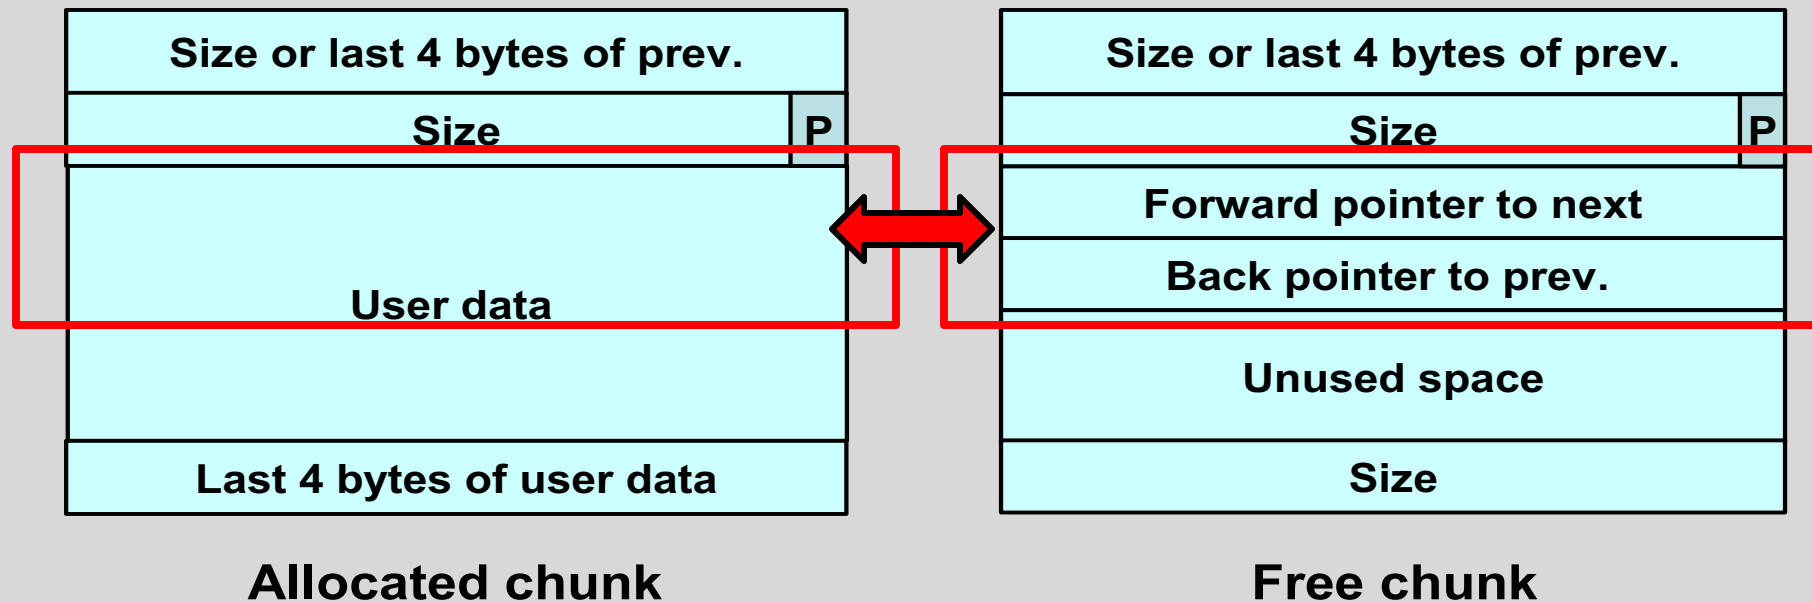 Size or last 4 bytes of prev.
Size P
User data
Last 4 bytes of user data
Allocated chunk
Size or last 4 bytes of prev.
Size P
Forward pointer to next
Back pointer to prev.
Unused space
Size
Free chunk